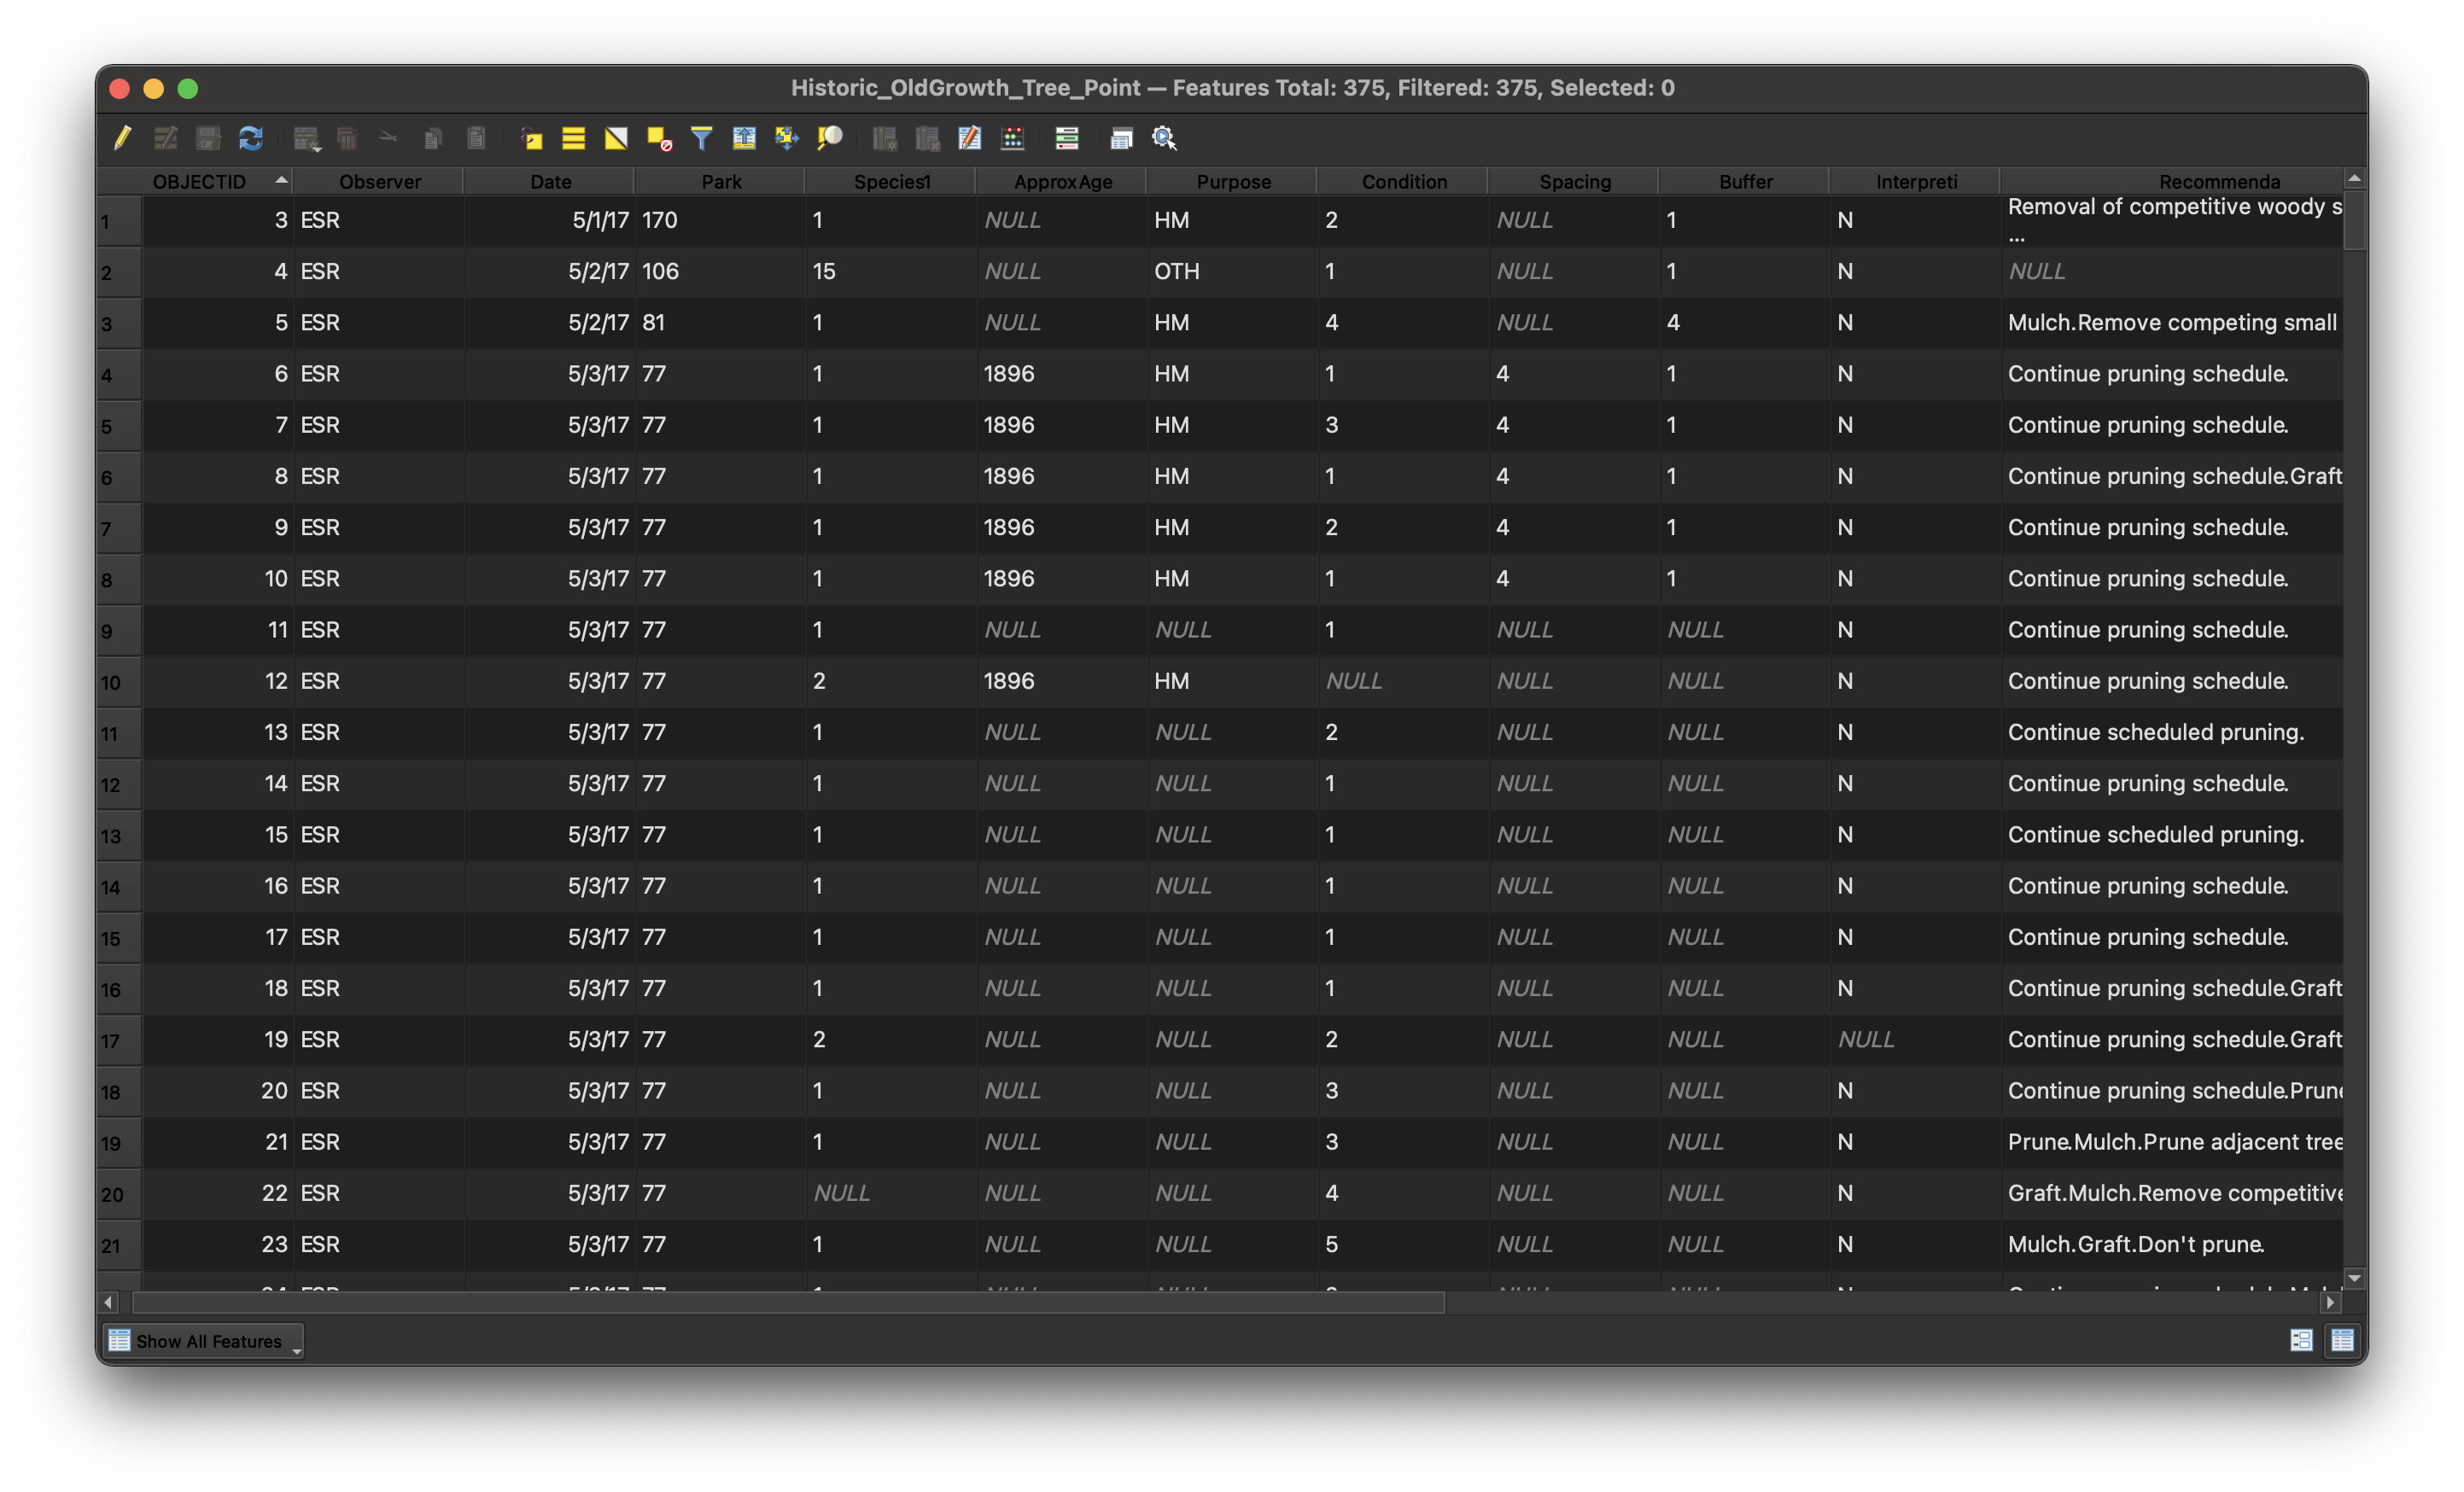 Historic_OldGrowth_Tree_Point — Features Total: 375, Filtered: 375, Selected: 0
OBJECTID Observer Date Park Species1 ApproxAge Purpose Condition Spacing Buffer Interpreti Recommenda
1 3 ESR 5/1/17 170 1 NULL HM 2 NULL 1 N Removal of competitive woody s
...
2 4 ESR 5/2/17 106 15 NULL OTH 1 NULL 1 N NULL
3 5 ESR 5/2/17 81 1 NULL HM 4 NULL 4 N Mulch.Remove competing small
4 6 ESR 5/3/17 77 1 1896 HM 1 4 1 N Continue pruning schedule.
5 7 ESR 5/3/17 77 1 1896 HM 3 4 1 N Continue pruning schedule.
6 8 ESR 5/3/17 77 1 1896 HM 1 4 1 N Continue pruning schedule.Graft
7 9 ESR 5/3/17 77 1 1896 HM 2 4 1 N Continue pruning schedule.
8 10 ESR 5/3/17 77 1 1896 HM 1 4 1 N Continue pruning schedule.
9 11 ESR 5/3/17 77 1 NULL NULL 1 NULL NULL N Continue pruning schedule.
10 12 ESR 5/3/17 77 2 1896 HM NULL NULL NULL N Continue pruning schedule.
11 13 ESR 5/3/17 77 1 NULL NULL 2 NULL NULL N Continue scheduled pruning.
12 14 ESR 5/3/17 77 1 NULL NULL 1 NULL NULL N Continue pruning schedule.
13 15 ESR 5/3/17 77 1 NULL NULL 1 NULL NULL N Continue scheduled pruning.
14 16 ESR 5/3/17 77 1 NULL NULL 1 NULL NULL N Continue pruning schedule.
15 17 ESR 5/3/17 77 1 NULL NULL 1 NULL NULL N Continue pruning schedule.
16 18 ESR 5/3/17 77 1 NULL NULL 1 NULL NULL N Continue pruning schedule.Graft
17 19 ESR 5/3/17 77 2 NULL NULL 2 NULL NULL NULL Continue pruning schedule.Graft
18 20 ESR 5/3/17 77 1 NULL NULL 3 NULL NULL N Continue pruning schedule.Prune
19 21 ESR 5/3/17 77 1 NULL NULL 3 NULL NULL N Prune.Mulch.Prune adjacent tree
20 22 ESR 5/3/17 77 NULL NULL NULL 4 NULL NULL N Graft.Mulch.Remove competitive
21 23 ESR 5/3/17 77 1 NULL NULL 5 NULL NULL N Mulch.Graft.Don't prune.
Show All Features